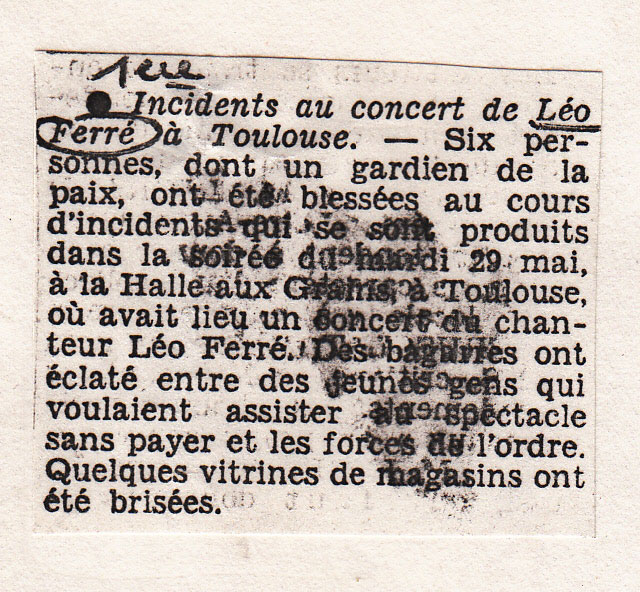 1ere
● Incidents au concert de Léo
Ferré à Toulouse. — Six per-
sonnes, dont un gardien de la
paix, ont été blessées au cours
d'incidents qui se sont produits
dans la soirée du mardi 29 mai,
à la Halle aux Grains, à Toulouse,
où avait lieu un concert du chan-
teur Léo Ferré. Des bagarres ont
éclaté entre des jeunes gens qui
voulaient assister au spectacle
sans payer et les forces de l'ordre.
Quelques vitrines de magasins ont
été brisées.